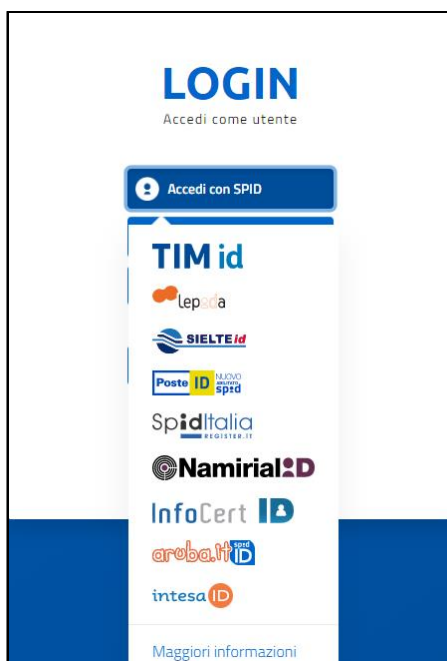 LOGIN
Accedi come utente
Accedi con SPID
TIM id
lepida
SIELTE id
Poste ID NUOVO ABILITATO spid
SpidItalia
REGISTER.IT
Namirial ID
InfoCert ID
aruba.it spid ID
intesa ID
Maggiori informazioni